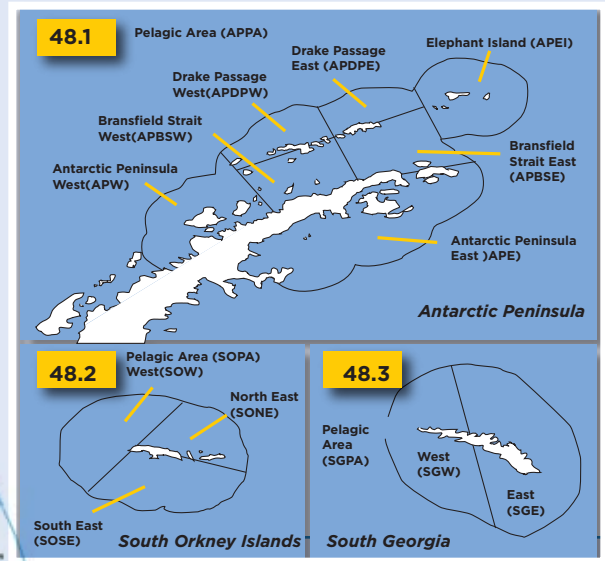 48.1
Pelagic Area (APPA)
Elephant Island (APEI)
Drake Passage
East (APDPE)
Drake Passage
West(APDPW)
Bransfield Strait
West(APBSW)
Bransfield
Strait East
(APBSE)
Antarctic Peninsula
West(APW)
Antarctic Peninsula
East )APE)
Antarctic Peninsula
48.2
Pelagic Area (SOPA)
West(SOW)
North East
(SONE)
South East
(SOSE)
South Orkney Islands
48.3
Pelagic
Area
(SGPA)
West
(SGW)
East
(SGE)
South Georgia